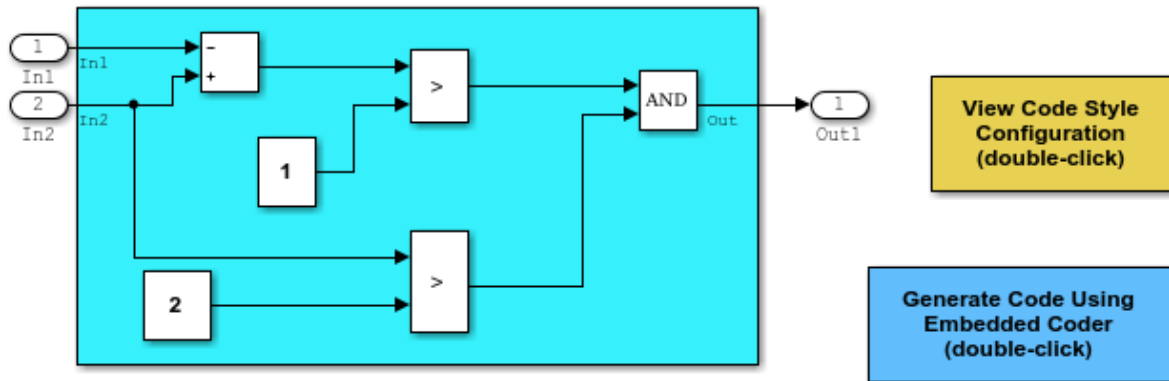 1
In1
In1
2
In2
In2
-
+
1
>
2
>
AND
Out
1
Out1
View Code Style
Configuration
(double-click)
Generate Code Using
Embedded Coder
(double-click)